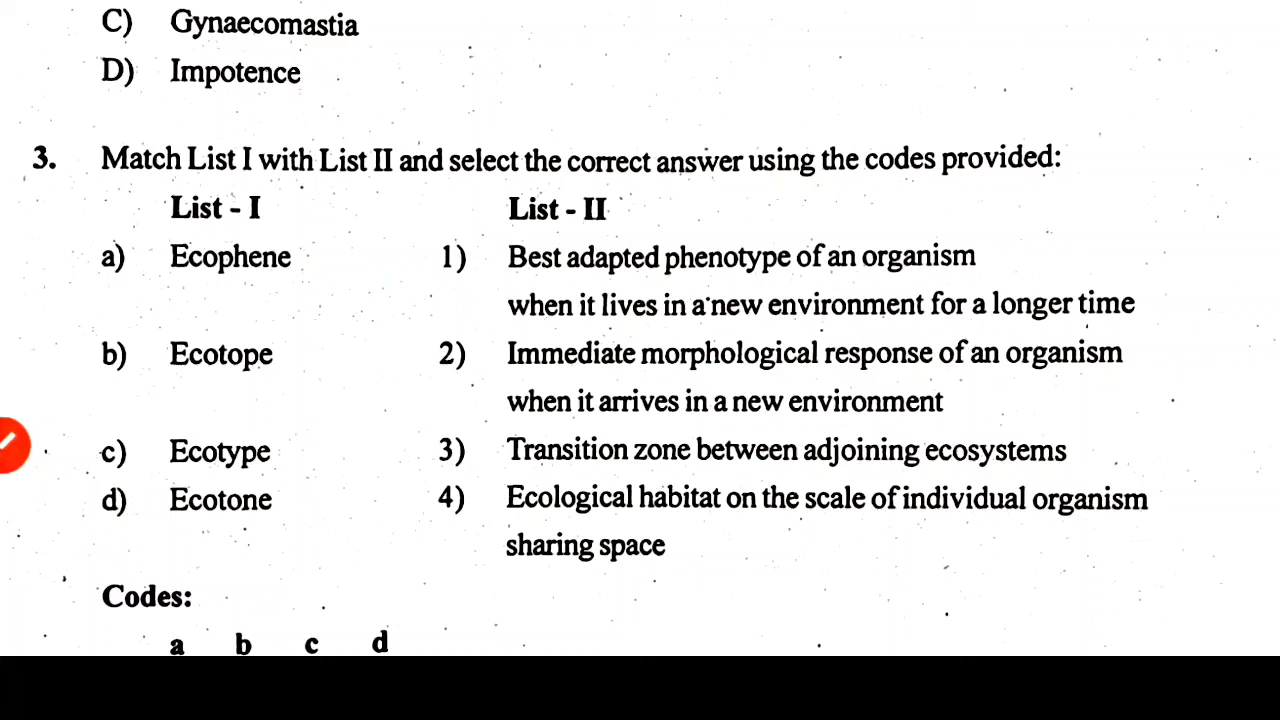 C) Gynaecomastia
D) Impotence
3. Match List I with List II and select the correct answer using the codes provided:
List - I List - II
a) Ecophene 1) Best adapted phenotype of an organism
when it lives in a new environment for a longer time
b) Ecotope 2) Immediate morphological response of an organism
when it arrives in a new environment
c) Ecotype 3) Transition zone between adjoining ecosystems
d) Ecotone 4) Ecological habitat on the scale of individual organism
sharing space
Codes:
a b c d